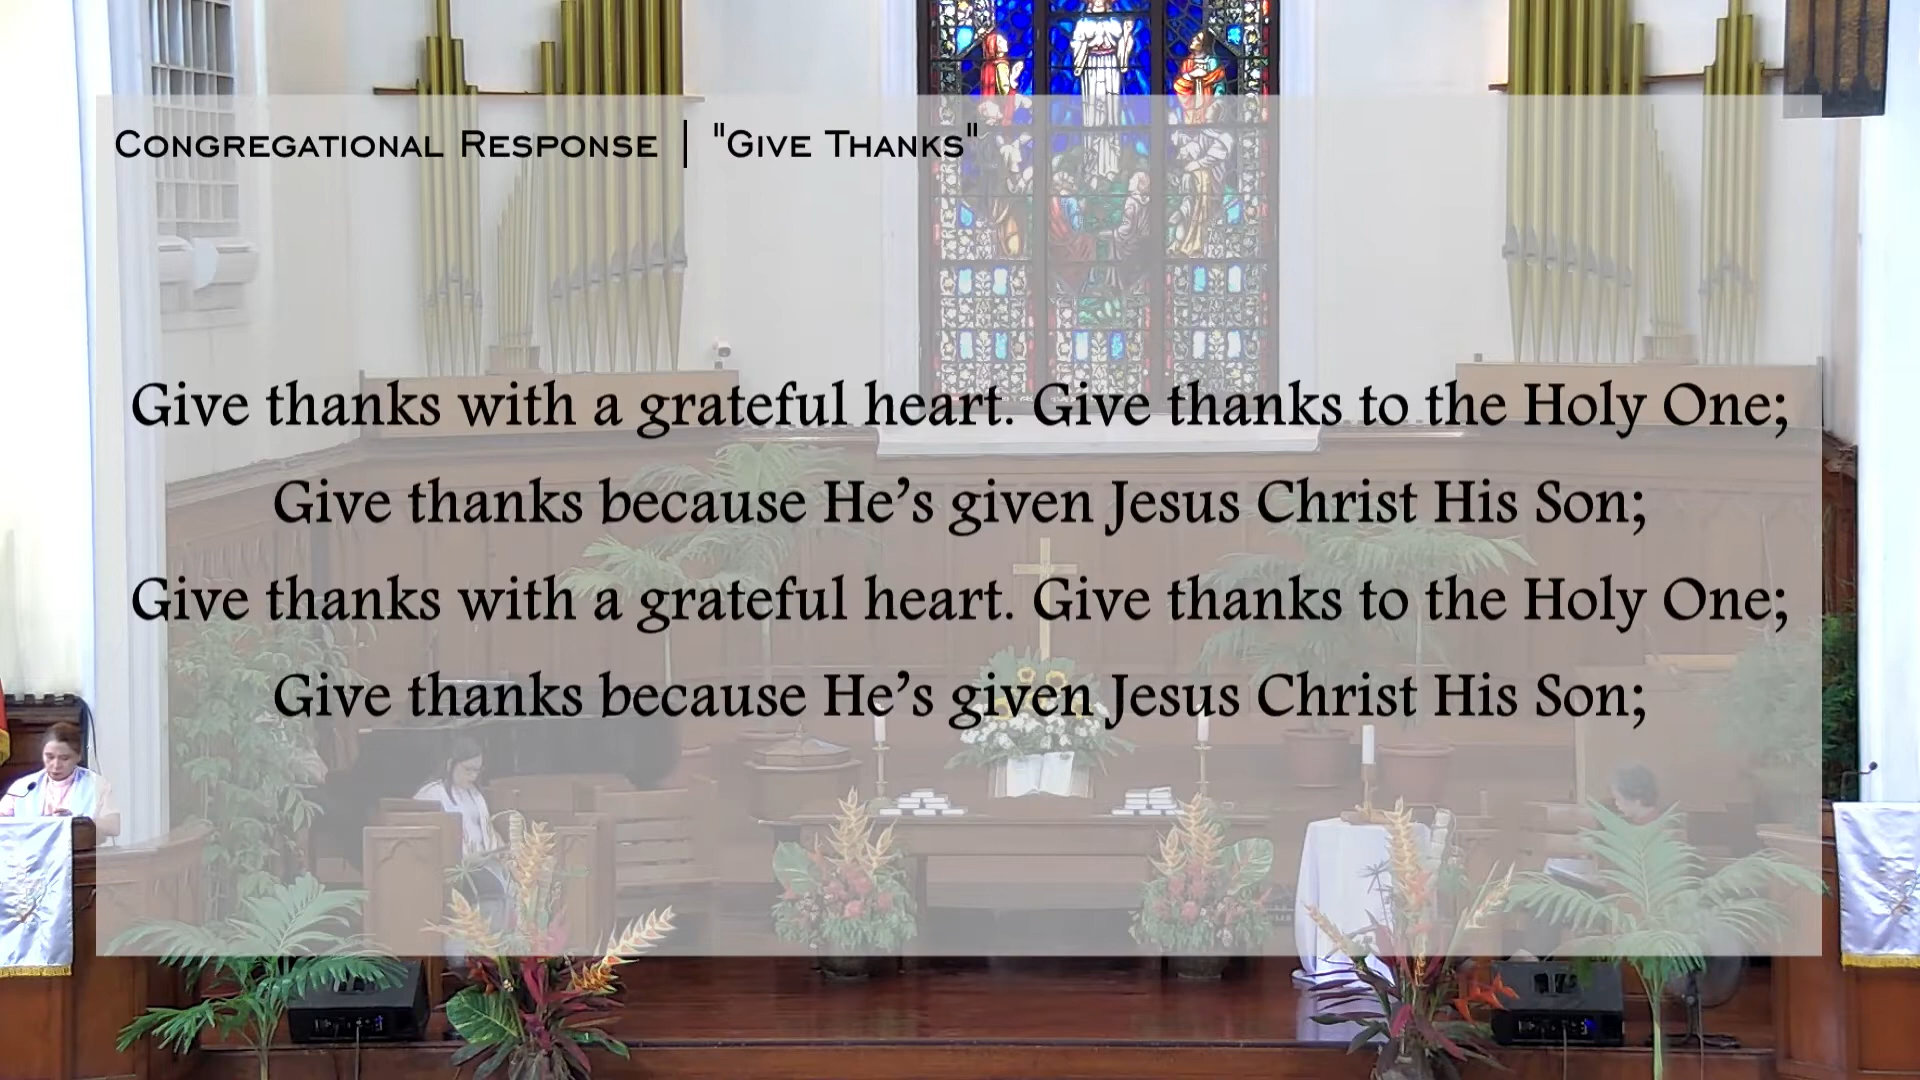 Congregational Response | "Give Thanks"
Give thanks with a grateful heart. Give thanks to the Holy One;
Give thanks because He’s given Jesus Christ His Son;
Give thanks with a grateful heart. Give thanks to the Holy One;
Give thanks because He’s given Jesus Christ His Son;